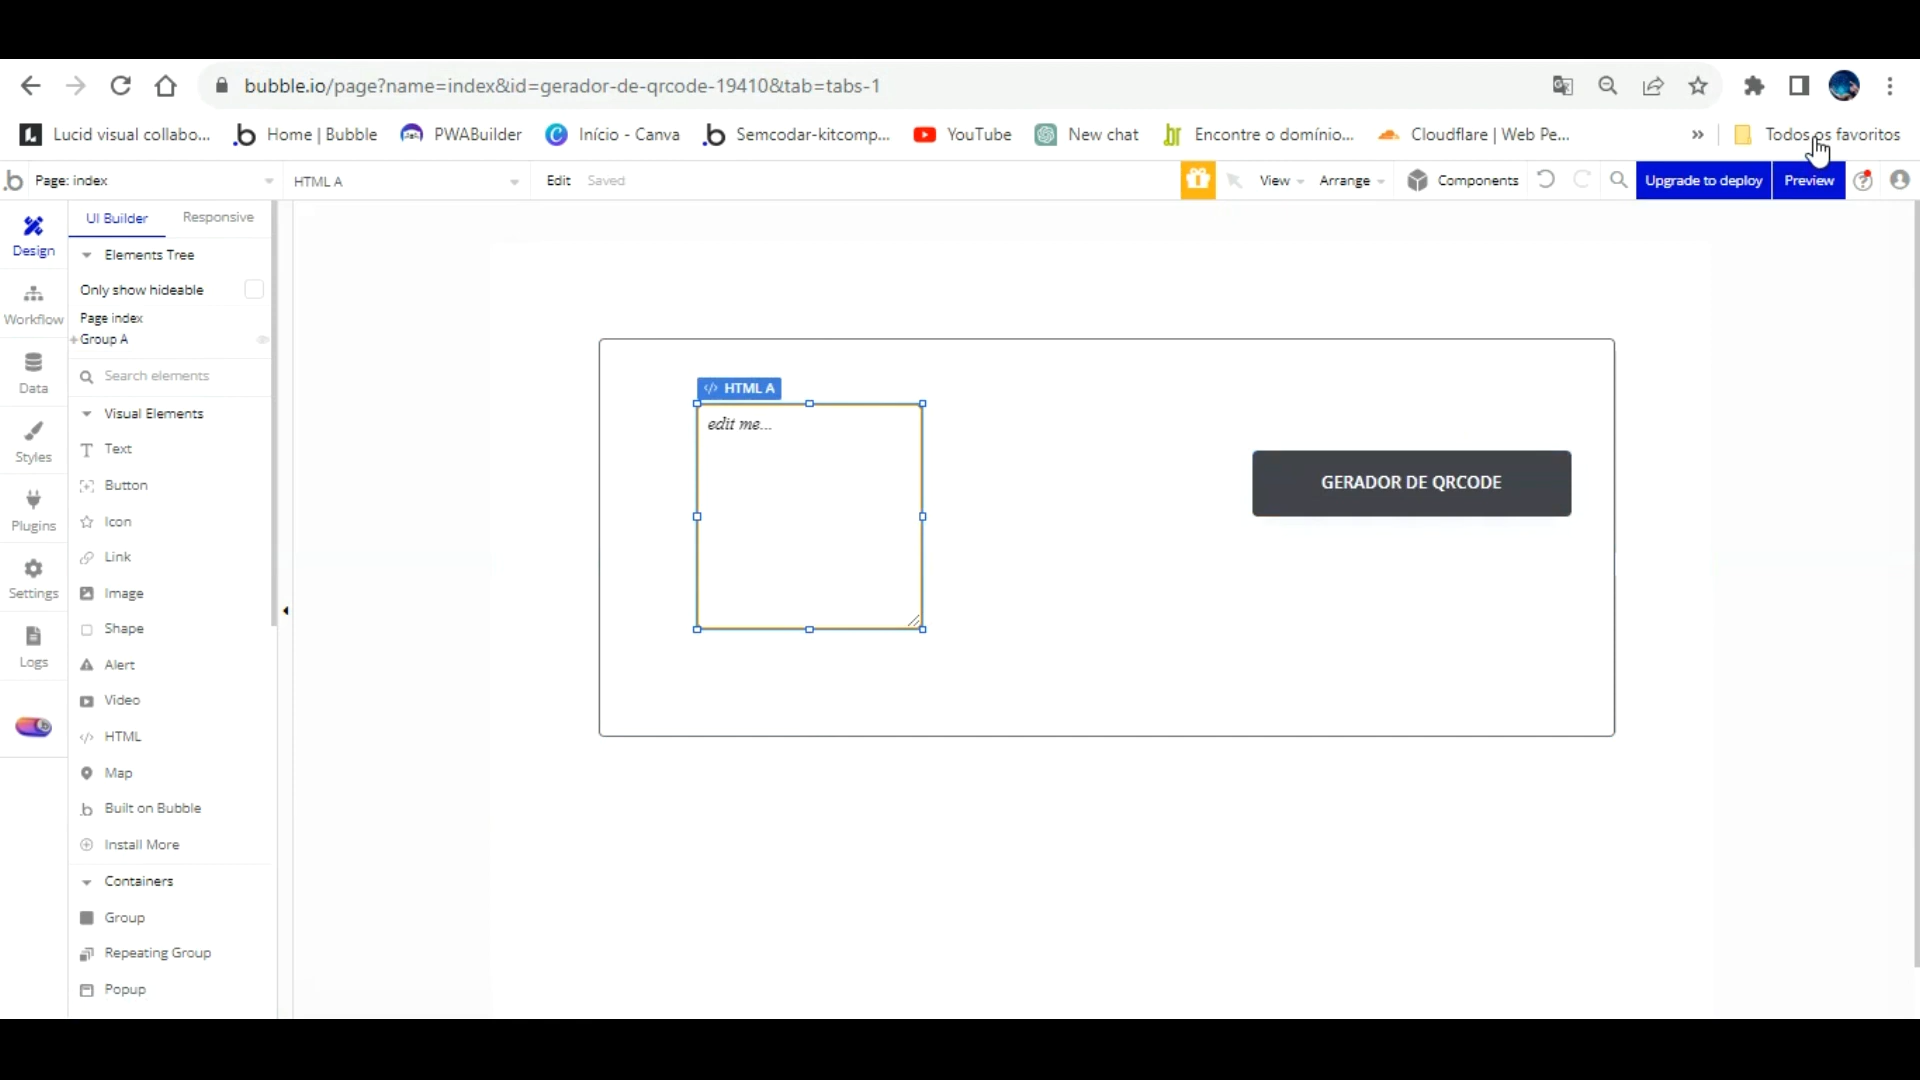 bubble.io/page?name=index&id=gerador-de-qrcode-19410&tab=tabs-1
Lucid visual collabo... Home | Bubble PWABuilder Início - Canva Semcodar-kitcomp... YouTube New chat Encontre o domínio... Cloudflare | Web Pe... » Todos os favoritos
Page: index HTML A Edit Saved View Arrange Components Upgrade to deploy Preview
Design
Workflow
Data
Styles
Plugins
Settings
Logs
UI Builder Responsive
Elements Tree
Only show hideable
Page index
+Group A
Search elements
Visual Elements
Text
Button
Icon
Link
Image
Shape
Alert
Video
HTML
Map
Built on Bubble
Install More
Containers
Group
Repeating Group
Popup
</> HTML A
edit me...
GERADOR DE QRCODE